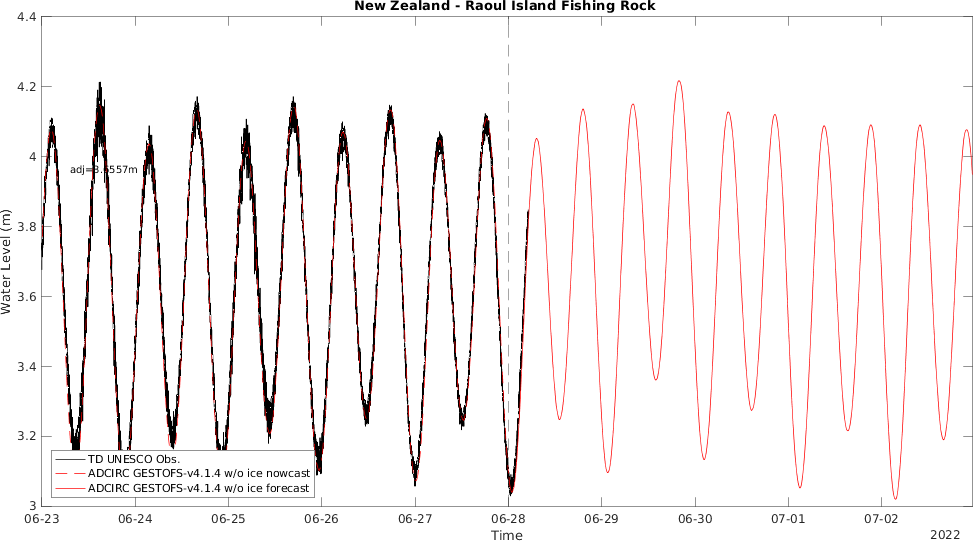 New Zealand - Raoul Island Fishing Rock
4.4
4.2
4
3.8
3.6
3.4
3.2
3
Water Level (m)
adj=3.6557m
TD UNESCO Obs.
ADCIRC GESTOFS-v4.1.4 w/o ice nowcast
ADCIRC GESTOFS-v4.1.4 w/o ice forecast
06-23 06-24 06-25 06-26 06-27 06-28 06-29 06-30 07-01 07-02
Time
2022